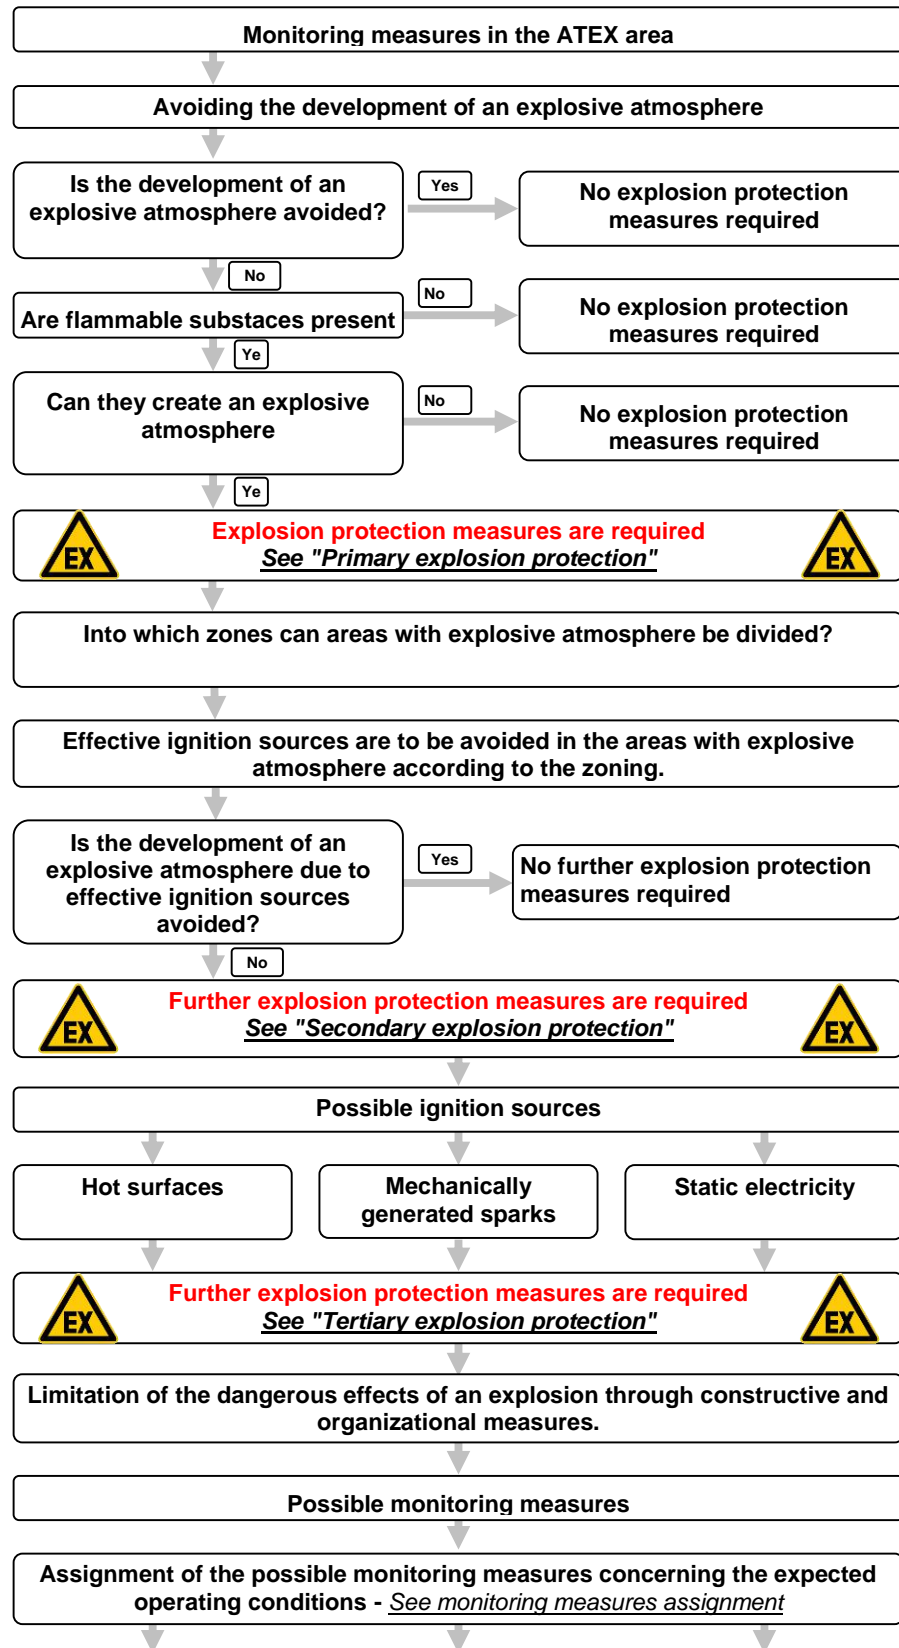 Monitoring measures in the ATEX area
Avoiding the development of an explosive atmosphere
Is the development of an
explosive atmosphere avoided?
Yes
No explosion protection
measures required
No
Are flammable substaces present
No
No explosion protection
measures required
Ye
Can they create an explosive
atmosphere
No
No explosion protection
measures required
Ye
EX
Explosion protection measures are required
See "Primary explosion protection"
EX
Into which zones can areas with explosive atmosphere be divided?
Effective ignition sources are to be avoided in the areas with explosive
atmosphere according to the zoning.
Is the development of an
explosive atmosphere due to
effective ignition sources
avoided?
Yes
No further explosion protection
measures required
No
EX
Further explosion protection measures are required
See "Secondary explosion protection"
EX
Possible ignition sources
Hot surfaces
Mechanically
generated sparks
Static electricity
EX
Further explosion protection measures are required
See "Tertiary explosion protection"
EX
Limitation of the dangerous effects of an explosion through constructive and
organizational measures.
Possible monitoring measures
Assignment of the possible monitoring measures concerning the expected
operating conditions - See monitoring measures assignment